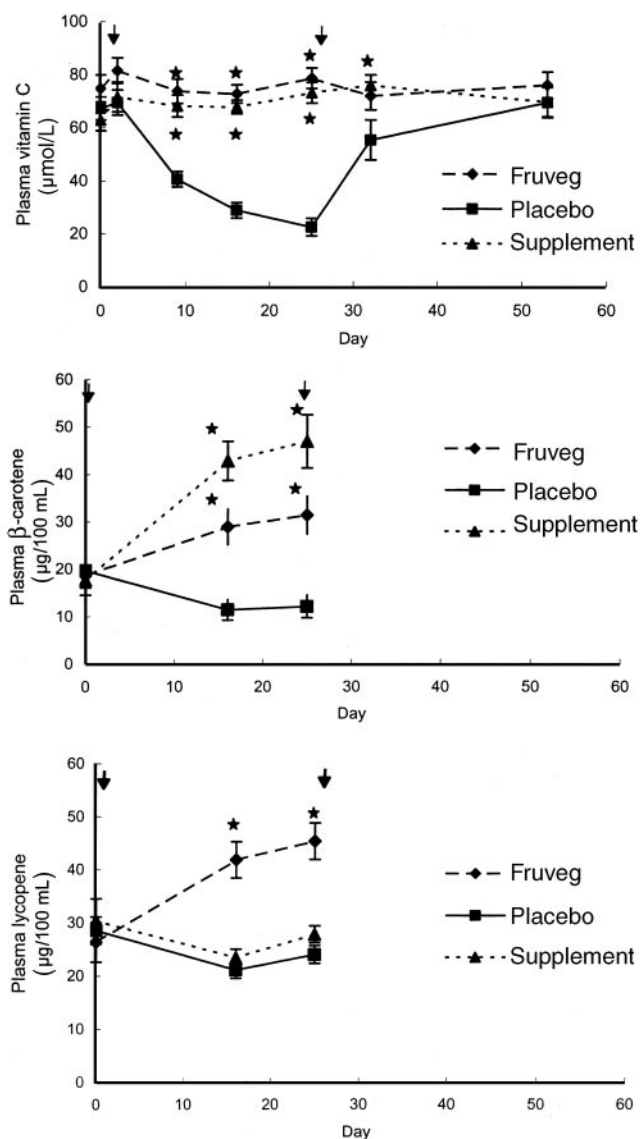 100
80
60
40
20
0
Plasma vitamin C
(µmol/L)
0 10 20 30 40 50 60
Day
Fruveg
Placebo
Supplement
60
50
40
30
20
10
0
Plasma β-carotene
(µg/100 mL)
0 10 20 30 40 50 60
Day
Fruveg
Placebo
Supplement
60
50
40
30
20
10
0
Plasma lycopene
(µg/100 mL)
0 10 20 30 40 50 60
Day
Fruveg
Placebo
Supplement